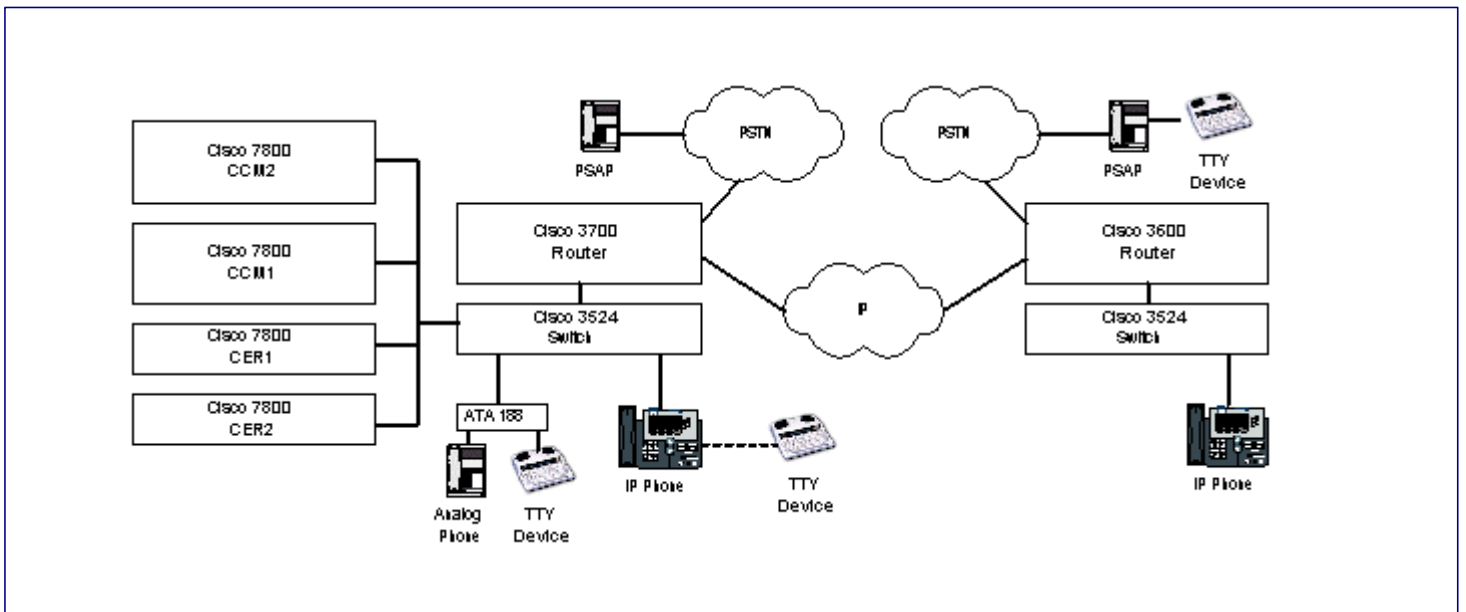 PSTN
PSTN
PSAP
PSAP
TTY
Device
Cisco 7800
CCM2
Cisco 7800
CCM1
Cisco 7800
CER1
Cisco 7800
CER2
Cisco 3700
Router
Cisco 3600
Router
IP
Cisco 3524
Switch
Cisco 3524
Switch
ATA 188
Analog
Phone
TTY
Device
IP Phone
TTY
Device
IP Phone